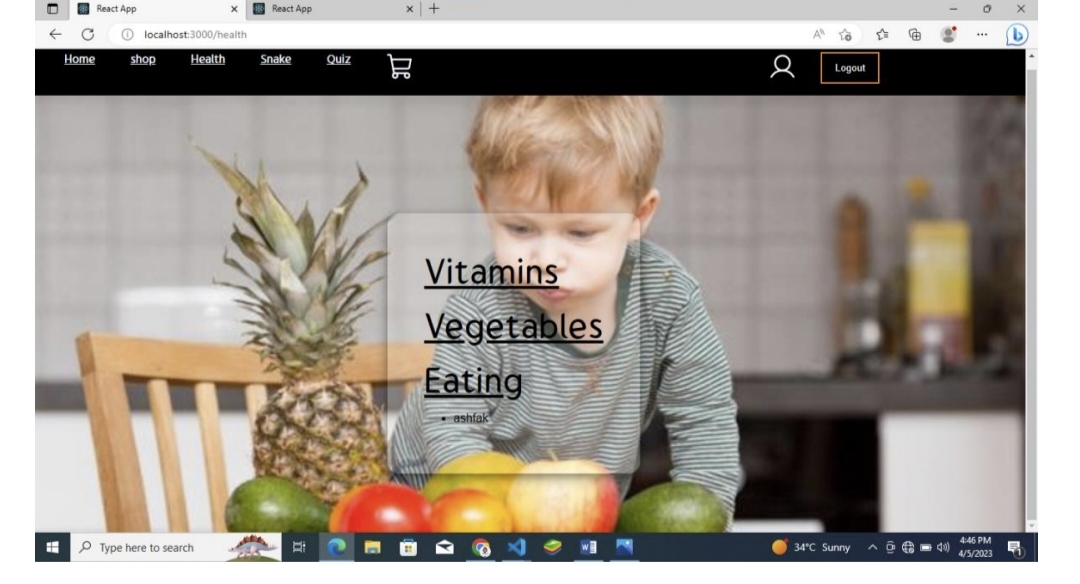 React App
React App
localhost:3000/health
Home shop Health Snake Quiz
Logout
Vitamins
Vegetables
Eating
ashfak
Type here to search
34°C Sunny
4:46 PM
4/5/2023